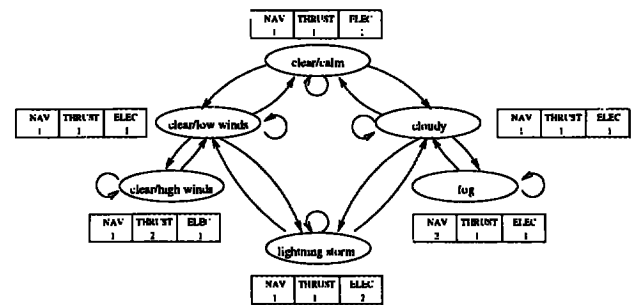 NAV THRUST ELEC
1 1
clear/calm
NAV THRUST ELEC
1 1 1
clear/low winds
cloudy
NAV THRUST ELEC
1 1 1
clear/high winds
fog
NAV THRUST ELEC
1 2 1
NAV THRUST ELEC
2 1 1
lightning storm
NAV THRUST ELEC
1 1 2